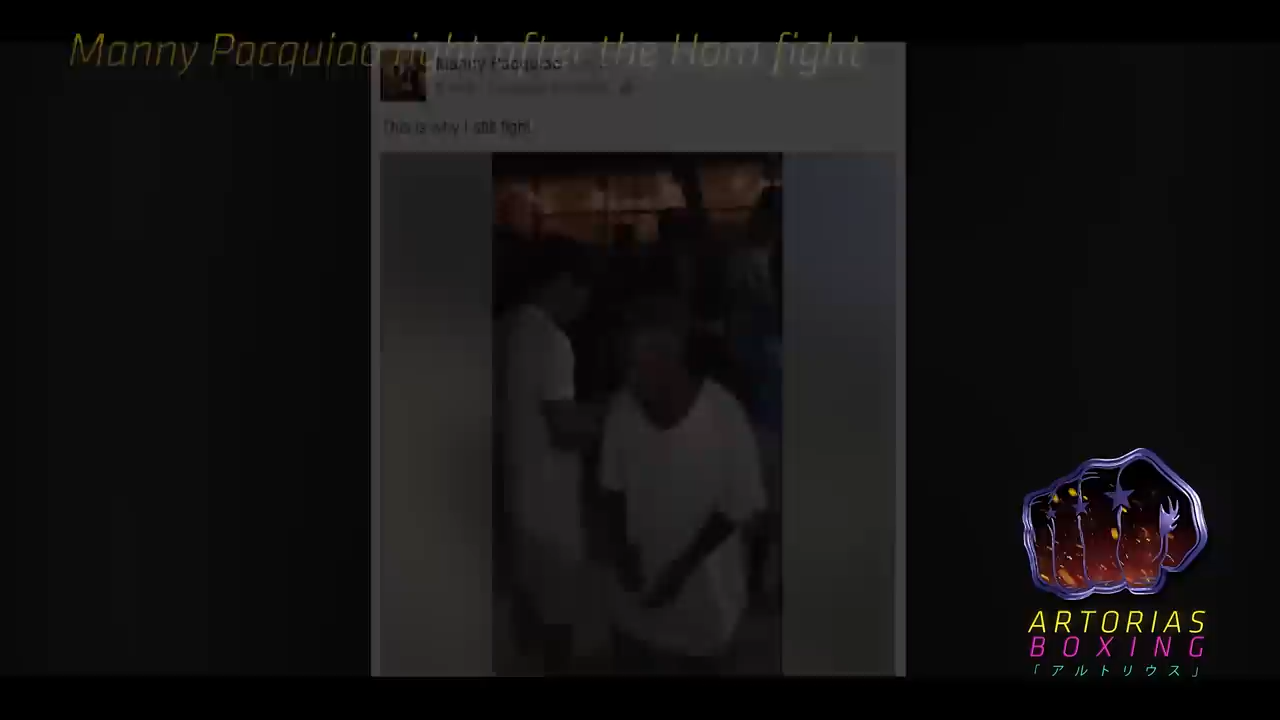 Manny Pacquiao right after the Horn fight
Manny Pacquiao
This is why I still fight
ARTORIAS
BOXING
「アルトリウス」